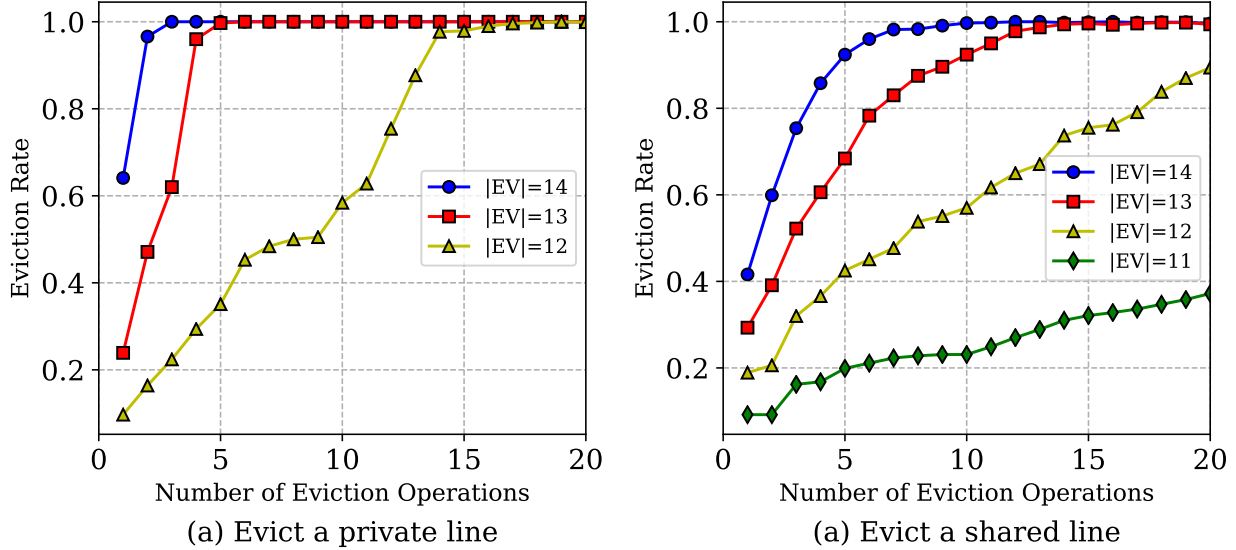 1.0
0.8
0.6
0.4
0.2
0 5 10 15 20
Eviction Rate
Number of Eviction Operations
|EV|=14
|EV|=13
|EV|=12
(a) Evict a private line
1.0
0.8
0.6
0.4
0.2
0 5 10 15 20
Eviction Rate
Number of Eviction Operations
|EV|=14
|EV|=13
|EV|=12
|EV|=11
(a) Evict a shared line